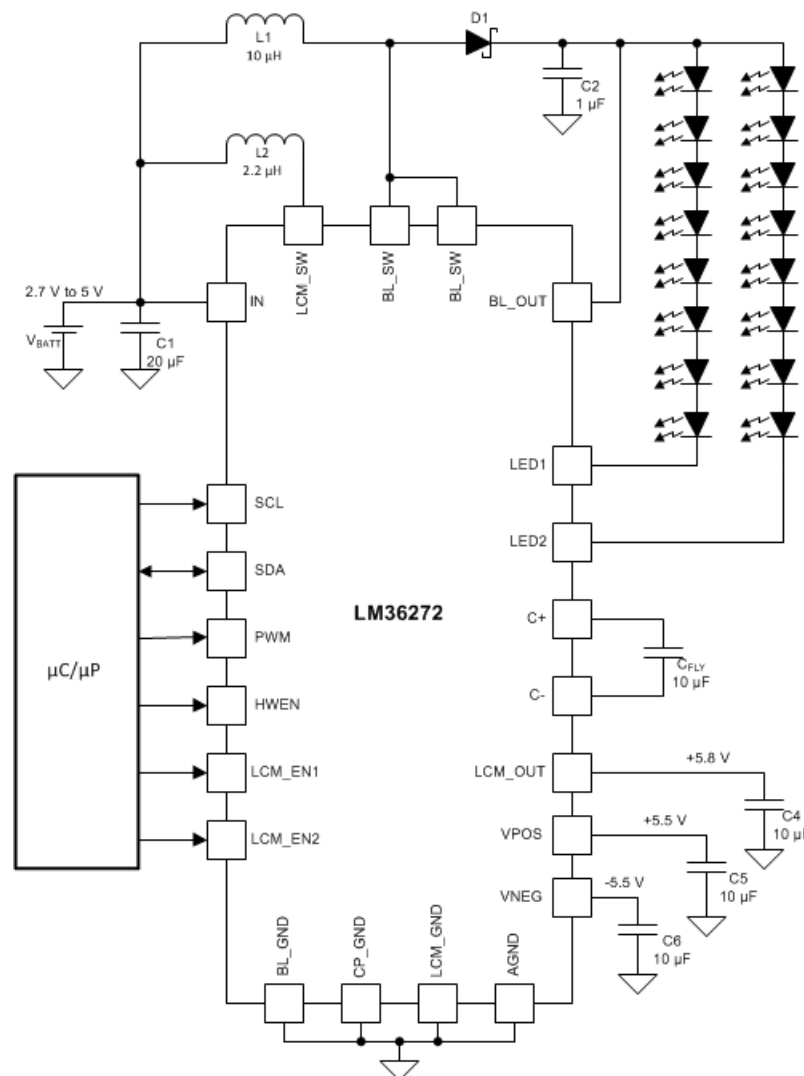 D1
L1
10 µH
C2
1 µF
L2
2.2 µH
LCM_SW
BL_SW
BL_SW
2.7 V to 5 V
IN
BL_OUT
VBATT
C1
20 µF
LED1
SCL
LED2
SDA
LM36272
C+
PWM
µC/µP
CFLY
10 µF
C-
HWEN
LCM_EN1
LCM_OUT
+5.8 V
C4
10 µF
LCM_EN2
VPOS
+5.5 V
C5
10 µF
VNEG
-5.5 V
C6
10 µF
BL_GND
CP_GND
LCM_GND
AGND